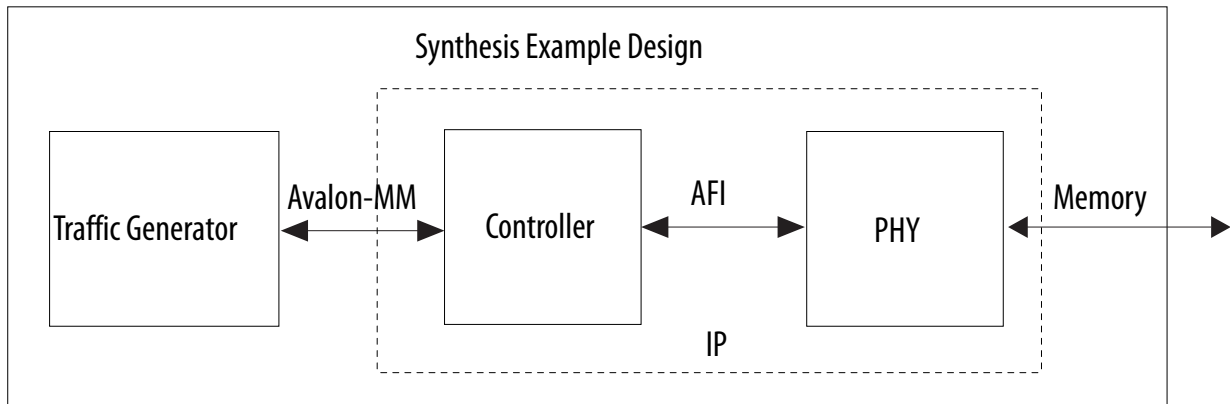 Synthesis Example Design
Traffic Generator
Avalon-MM
Controller
AFI
PHY
Memory
IP